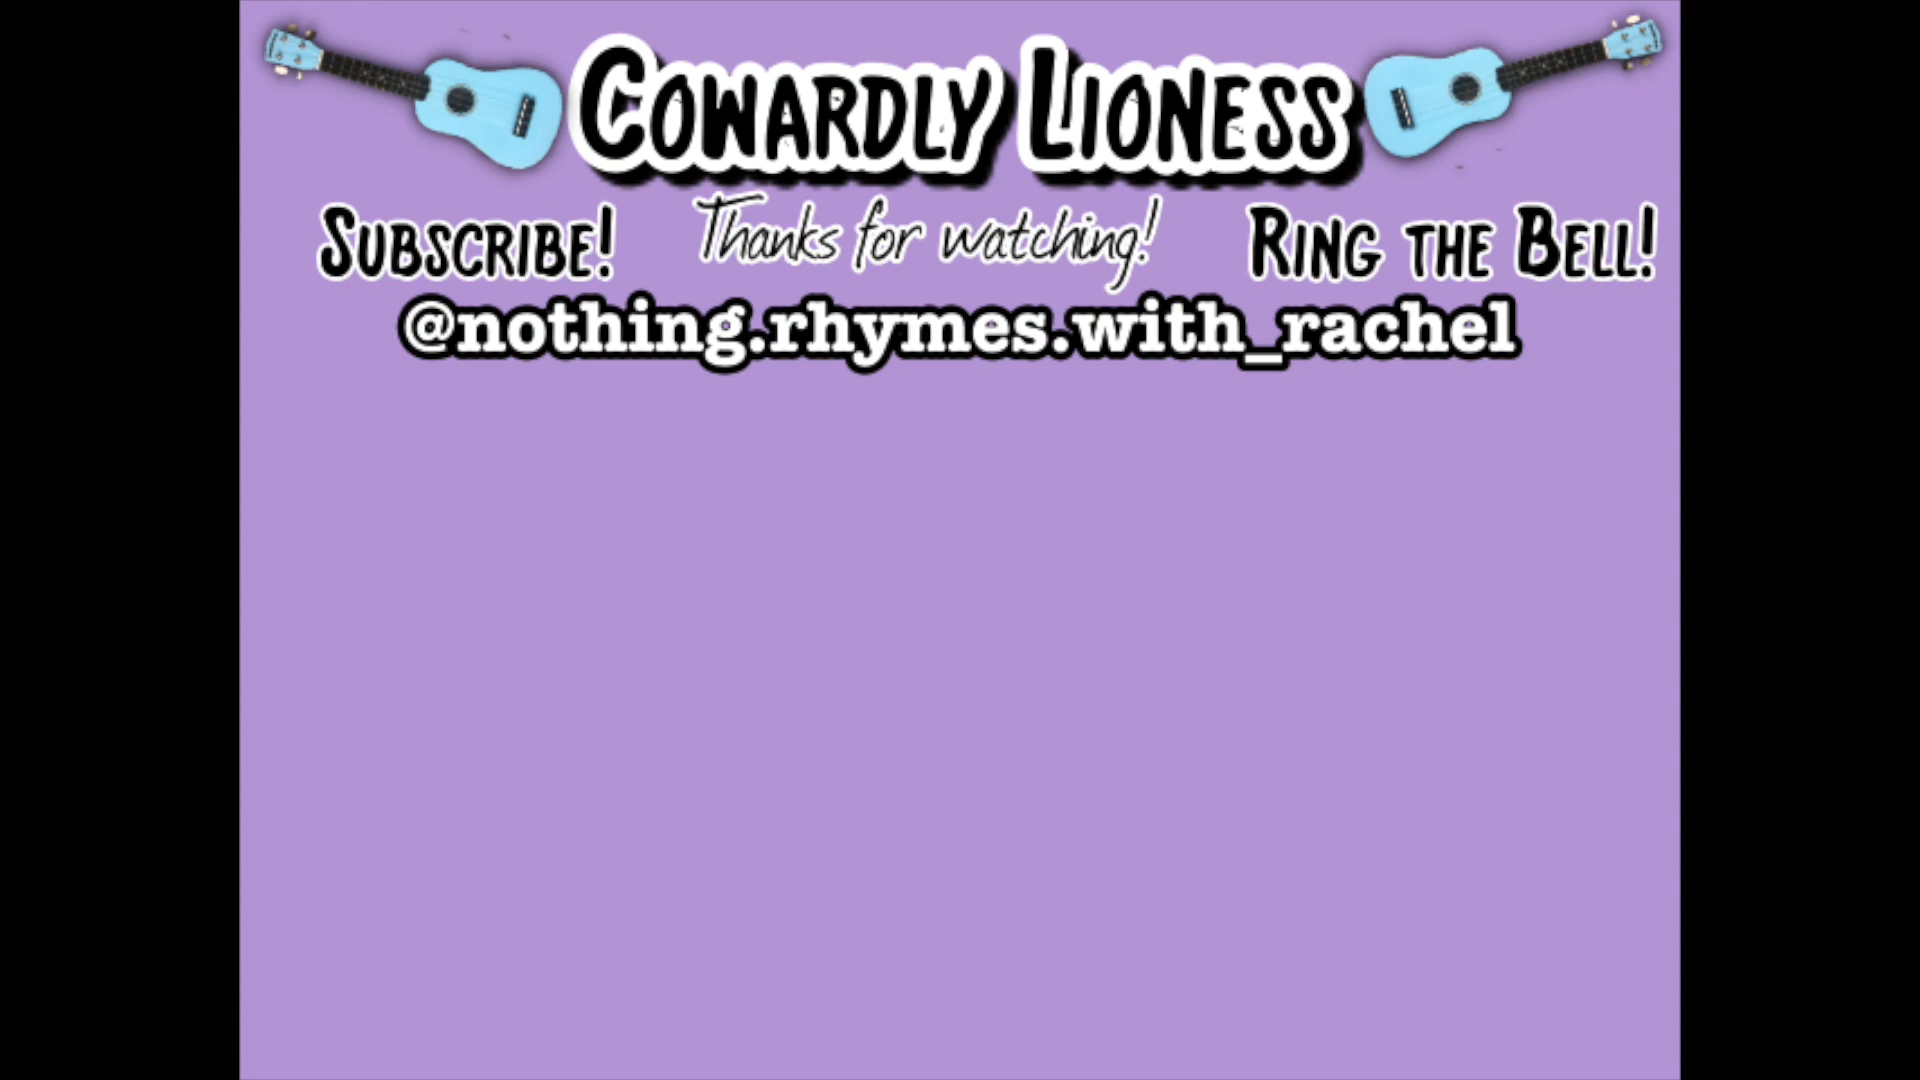 Cowardly Lioness
Subscribe! Thanks for watching! Ring the Bell!
@nothing.rhymes.with_rachel